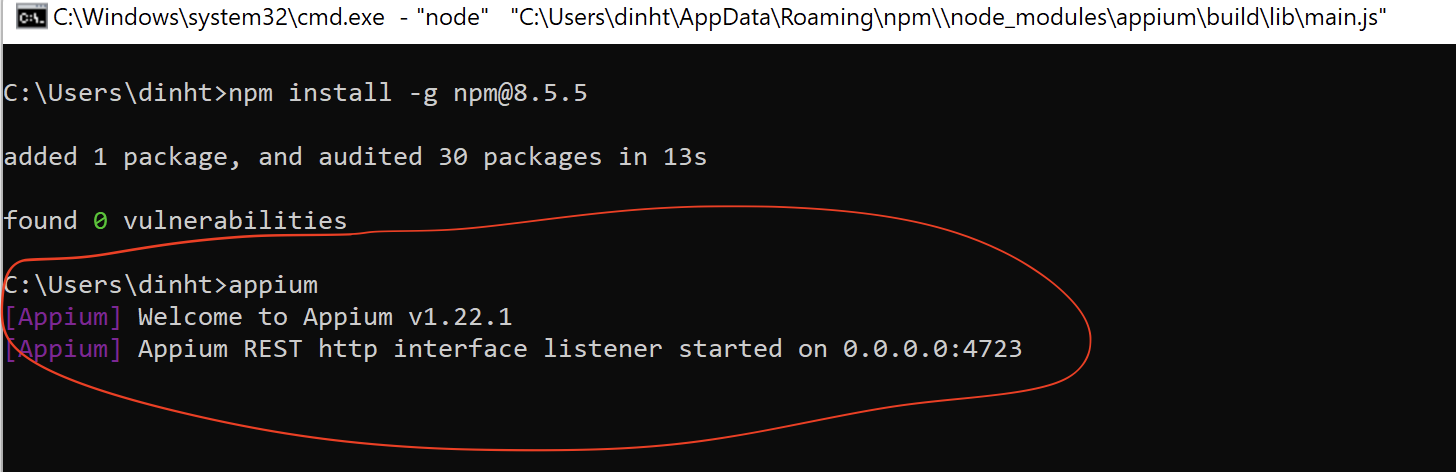 C:\Windows\system32\cmd.exe - "node" "C:\Users\dinht\AppData\Roaming\npm\\node_modules\appium\build\lib\main.js"
C:\Users\dinht>npm install -g npm@8.5.5
added 1 package, and audited 30 packages in 13s
found 0 vulnerabilities
C:\Users\dinht>appium
[Appium] Welcome to Appium v1.22.1
[Appium] Appium REST http interface listener started on 0.0.0.0:4723